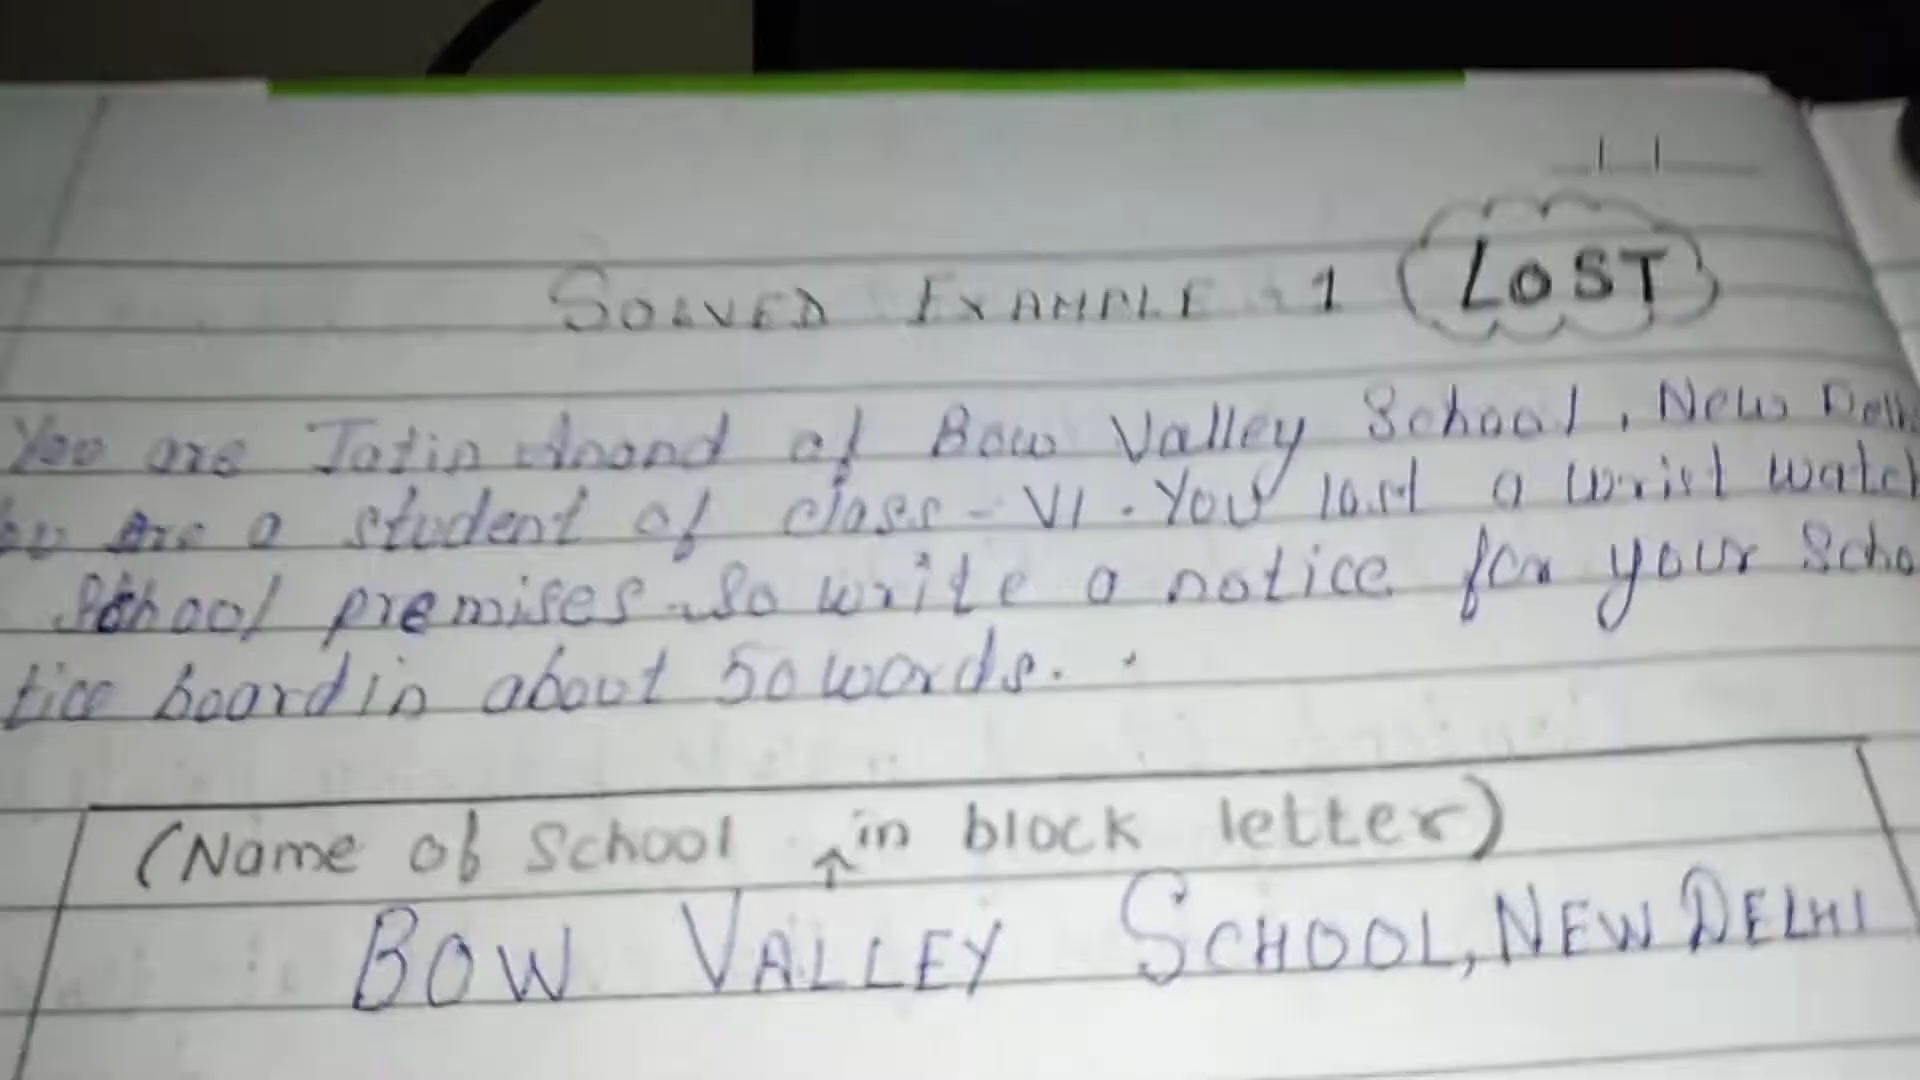 SOLVED EXAMPLE - 1 LOST
You are Jatin Anand of Bow Valley School, New Delhi
are a student of class - VI. You lost a wrist watch
School premises. So write a notice for your Scho
tice board in about 50 words.
(Name of School in block letter)
BOW VALLEY SCHOOL, NEW DELHI